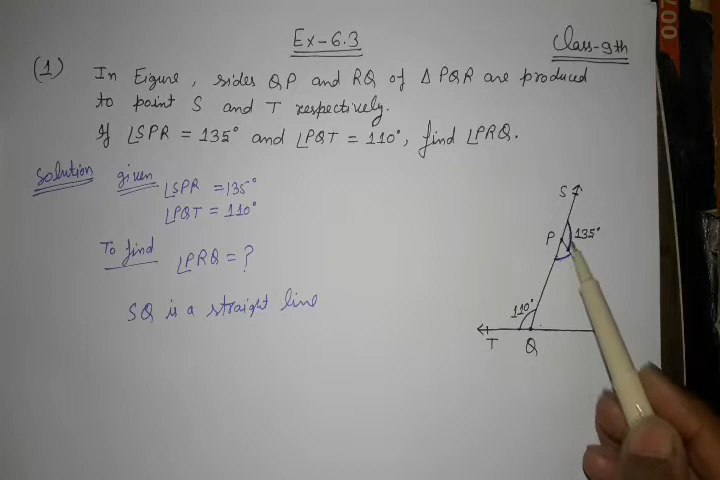 Ex-6.3
Class-9th
(1) In Eigure, sides QP and RQ of Δ PQR are produced
to point S and T respectively.
If ∠SPR = 135° and ∠PQT = 110°, find ∠PRQ.
Solution given ∠SPR = 135°
∠PQT = 110°
To find ∠PRQ = ?
SQ is a straight line
S
P 135°
110°
T Q
007